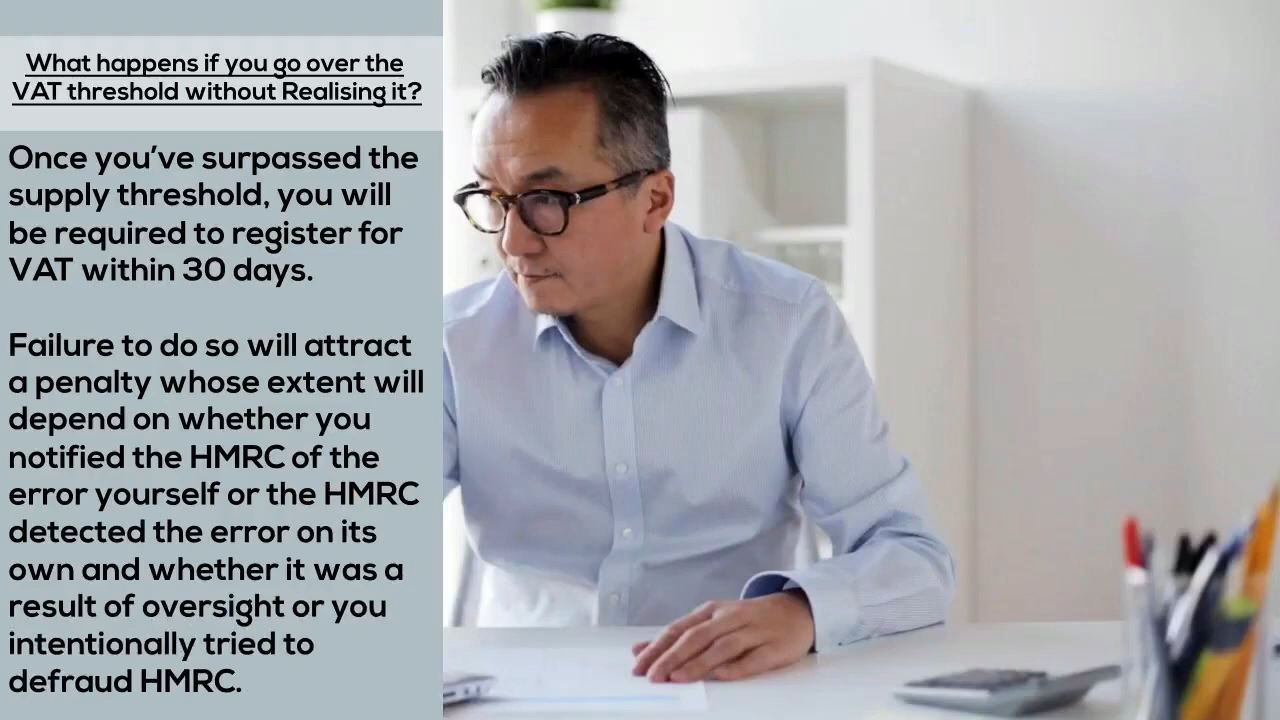 What happens if you go over the
VAT threshold without Realising it?
Once you've surpassed the
supply threshold, you will
be required to register for
VAT within 30 days.
Failure to do so will attract
a penalty whose extent will
depend on whether you
notified the HMRC of the
error yourself or the HMRC
detected the error on its
own and whether it was a
result of oversight or you
intentionally tried to
defraud HMRC.